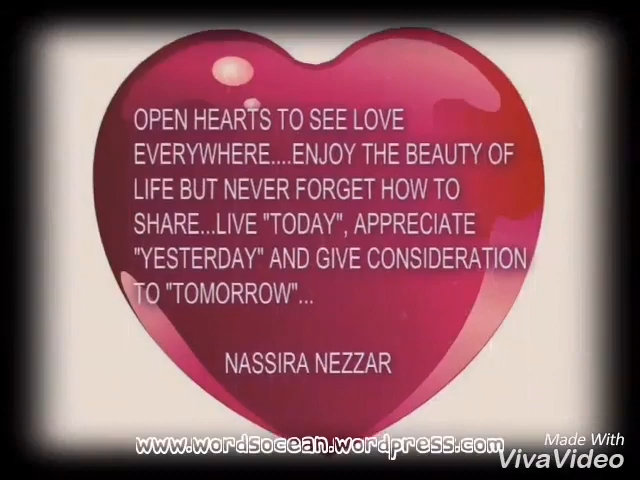 OPEN HEARTS TO SEE LOVE
EVERYWHERE....ENJOY THE BEAUTY OF
LIFE BUT NEVER FORGET HOW TO
SHARE...LIVE "TODAY", APPRECIATE
"YESTERDAY" AND GIVE CONSIDERATION
TO "TOMORROW"...
NASSIRA NEZZAR
www.wordsocean.wordpress.com
Made With
VivaVideo